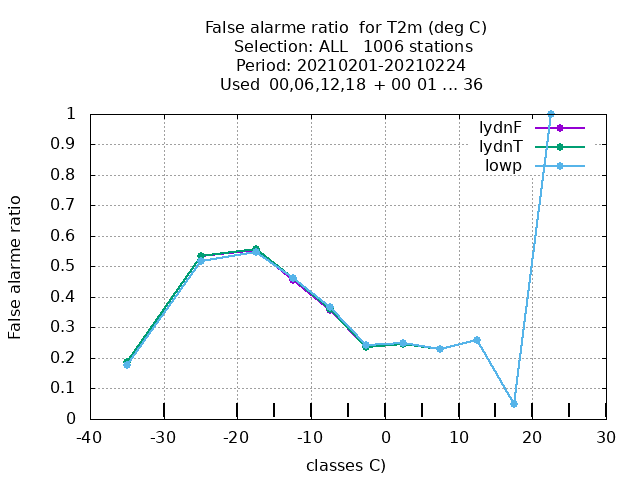 False alarme ratio  for T2m (deg C)
Selection: ALL   1006 stations
Period: 20210201-20210224
Used  00,06,12,18  + 00 01 ... 36
lydnF
lydnT
lowp
False alarme ratio
1
0.9
0.8
0.7
0.6
0.5
0.4
0.3
0.2
0.1
0
-40 -30 -20 -10 0 10 20 30
classes C)